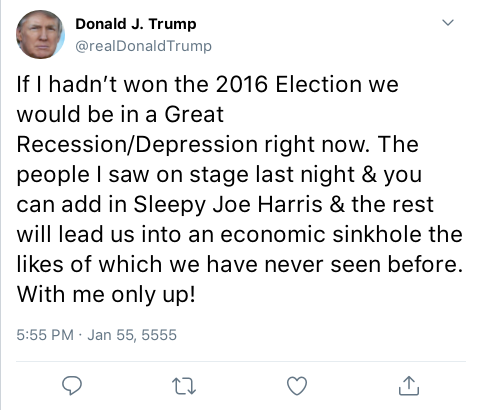 Donald J. Trump
@realDonaldTrump
If I hadn't won the 2016 Election we
would be in a Great
Recession/Depression right now. The
people I saw on stage last night & you
can add in Sleepy Joe Harris & the rest
will lead us into an economic sinkhole the
likes of which we have never seen before.
With me only up!
5:55 PM · Jan 55, 5555